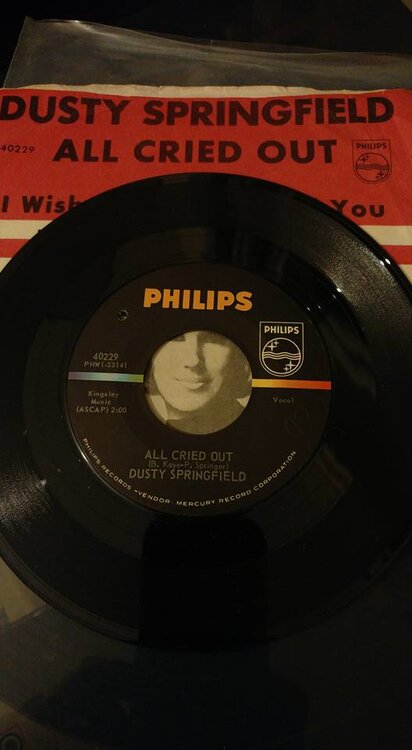 DUSTY SPRINGFIELD
40229 ALL CRIED OUT PHILIPS
I Wish You
PHILIPS
PHILIPS
40229
PHW1-33141
Kingsley
Music
(ASCAP) 2:00
Vocal
ALL CRIED OUT
(B. Kaye-P. Springer)
DUSTY SPRINGFIELD
PHILIPS RECORDS •VENDOR: MERCURY RECORD CORPORATION